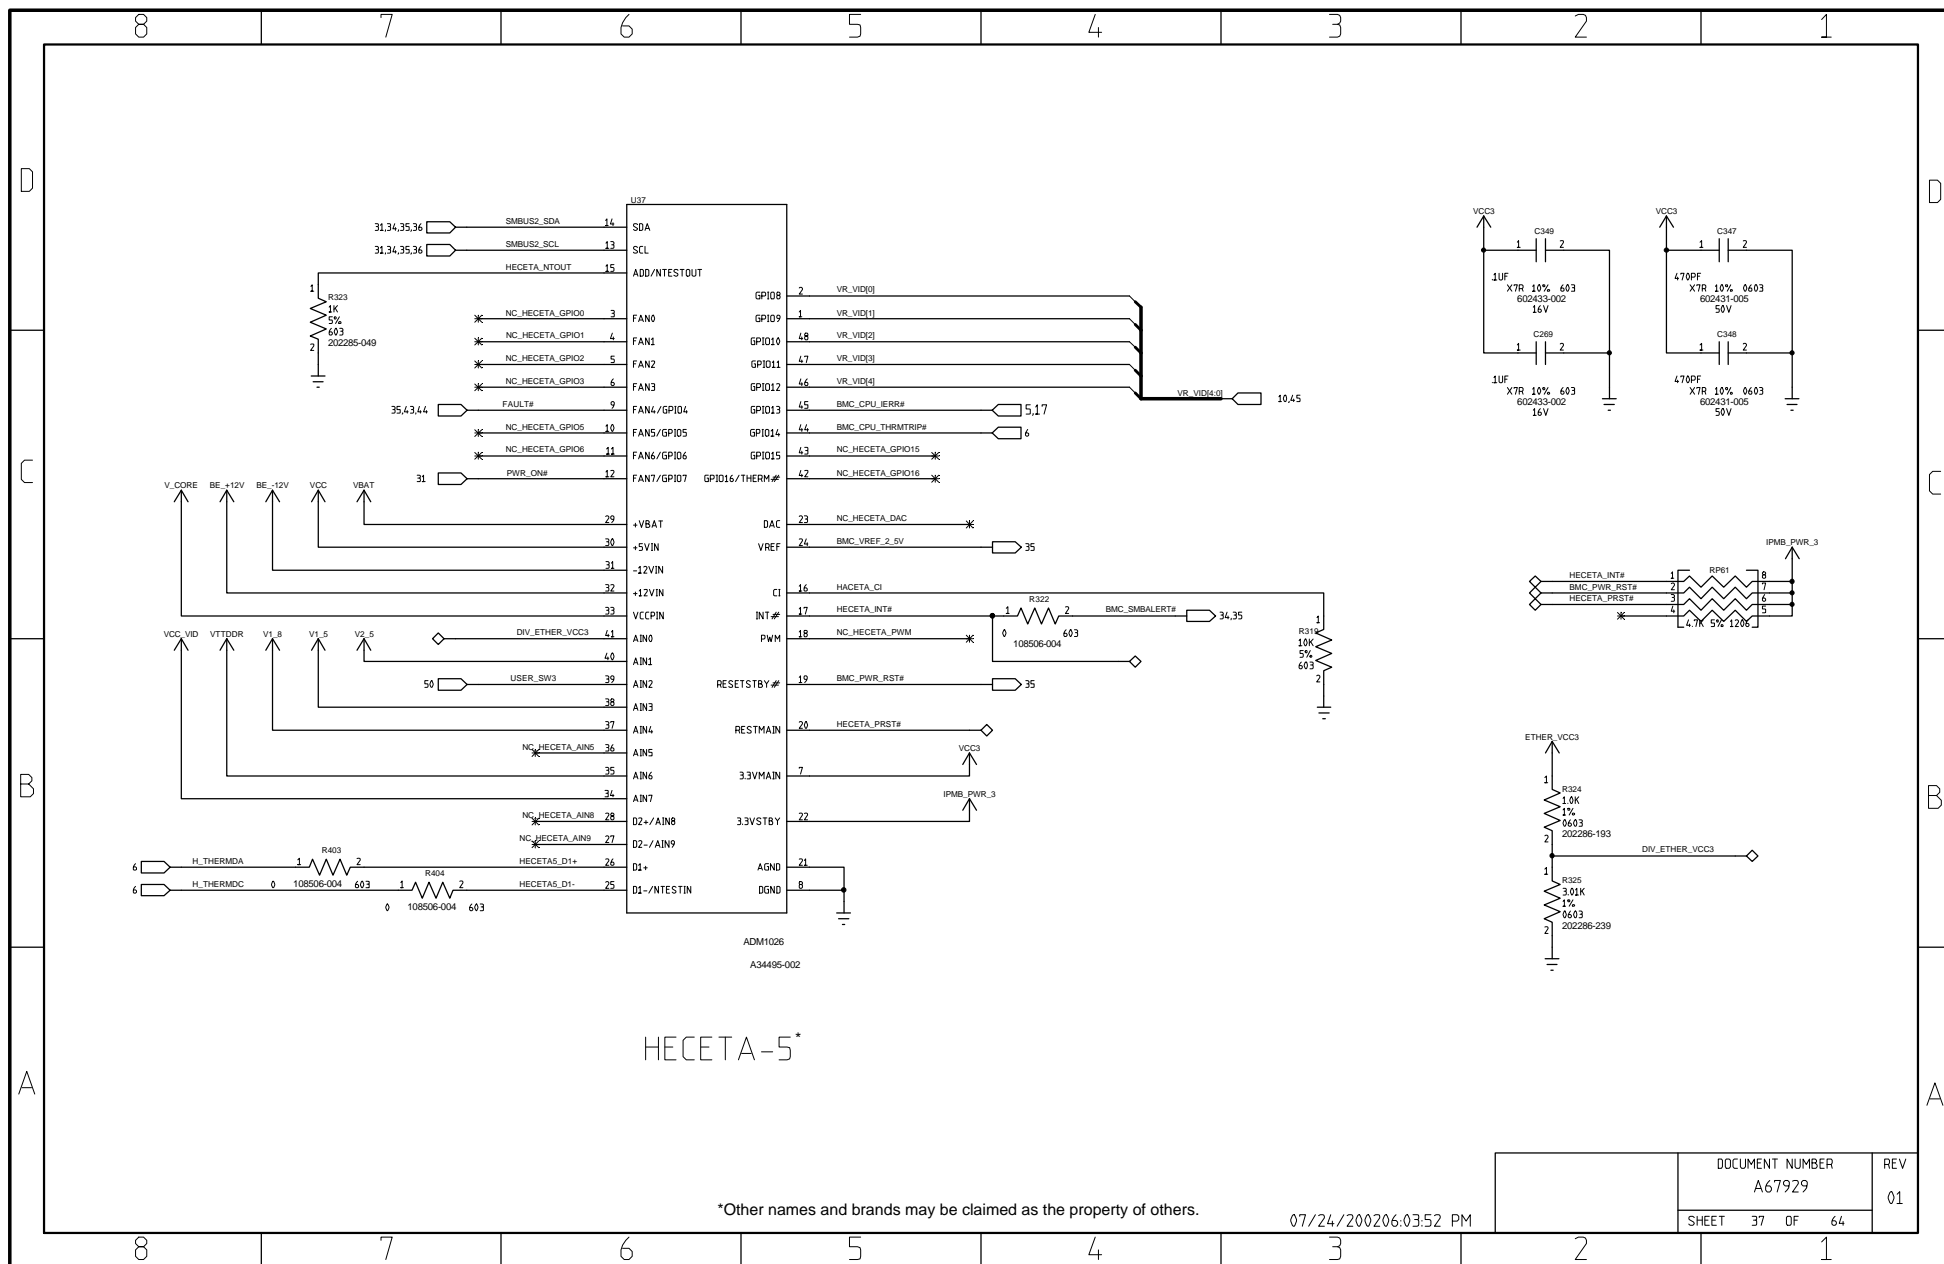 8 7 6 5 4 3 2 1
D D
U37
31,34,35,36 SMBUS2_SDA 14 SDA
31,34,35,36 SMBUS2_SCL 13 SCL
HECETA_NTOUT 15 ADD/NTESTOUT
1
R323
1K
5%
603
202285-049
2
NC_HECETA_GPIO0 3 FAN0
NC_HECETA_GPIO1 4 FAN1
NC_HECETA_GPIO2 5 FAN2
NC_HECETA_GPIO3 6 FAN3
35,43,44 FAULT# 9 FAN4/GPIO4
NC_HECETA_GPIO5 10 FAN5/GPIO5
NC_HECETA_GPIO6 11 FAN6/GPIO6
31 PWR_ON# 12 FAN7/GPIO7
GPIO8 2 VR_VID[0]
GPIO9 1 VR_VID[1]
GPIO10 48 VR_VID[2]
GPIO11 47 VR_VID[3]
GPIO12 46 VR_VID[4]
VR_VID[4:0] 10,45
GPIO13 45 BMC_CPU_IERR# 5,17
GPIO14 44 BMC_CPU_THRMTRIP# 6
GPIO15 43 NC_HECETA_GPIO15
GPIO16/THERM# 42 NC_HECETA_GPIO16
VCC3
C349
1 2
.1UF
X7R 10% 603
602433-002
16V
C269
1 2
.1UF
X7R 10% 603
602433-002
16V
VCC3
C347
1 2
470PF
X7R 10% 0603
602431-005
50V
C348
1 2
470PF
X7R 10% 0603
602431-005
50V
C C
V_CORE BE_+12V BE_-12V VCC VBAT
29 +VBAT
30 +5VIN
31 -12VIN
32 +12VIN
33 VCCPIN
DAC 23 NC_HECETA_DAC
VREF 24 BMC_VREF_2_5V 35
CI 16 HACETA_CI
INT# 17 HECETA_INT#
R322
1 2
0 603
108506-004
BMC_SMBALERT# 34,35
PWM 18 NC_HECETA_PWM
1
R319
10K
5%
603
2
IPMB_PWR_3
RP61
HECETA_INT# 1 8
BMC_PWR_RST# 2 7
HECETA_PRST# 3 6
4 5
4.7K 5% 1206
VCC_VID VTTDDR V1_8 V1_5 V2_5
DIV_ETHER_VCC3 41 AIN0
40 AIN1
50 USER_SW3 39 AIN2
38 AIN3
37 AIN4
NC_HECETA_AIN5 36 AIN5
35 AIN6
34 AIN7
NC_HECETA_AIN8 28 D2+/AIN8
NC_HECETA_AIN9 27 D2-/AIN9
RESETSTBY# 19 BMC_PWR_RST# 35
RESTMAIN 20 HECETA_PRST#
VCC3
3.3VMAIN 7
IPMB_PWR_3
3.3VSTBY 22
AGND 21
DGND 8
B B
6 H_THERMDA
R403
1 2
0 108506-004 603
HECETA5_D1+ 26 D1+
6 H_THERMDC
R404
1 2
0 108506-004 603
HECETA5_D1- 25 D1-/NTESTIN
ETHER_VCC3
1
R324
1.0K
1%
0603
202286-193
2
DIV_ETHER_VCC3
1
R325
3.01K
1%
0603
202286-239
2
ADM1026
A34495-002
HECETA-5*
A A
*Other names and brands may be claimed as the property of others.
07/24/200206:03:52 PM
DOCUMENT NUMBER
A67929
REV
01
SHEET 37 OF 64
8 7 6 5 4 3 2 1